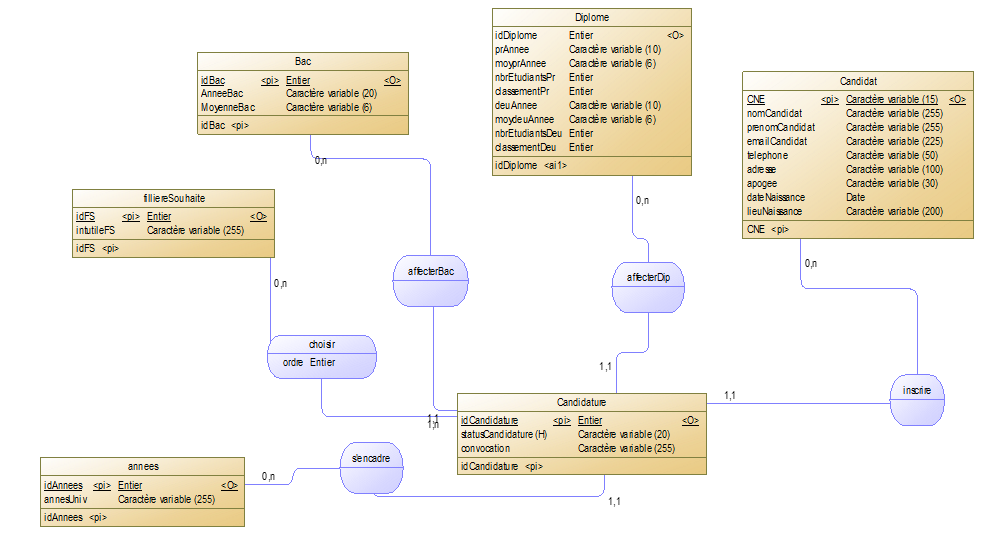 Diplome
idDiplome Entier <O>
prAnnee Caractère variable (10)
moyprAnnee Caractère variable (6)
nbrEtudiantsPr Entier
classementPr Entier
deuAnnee Caractère variable (10)
moydeuAnnee Caractère variable (6)
nbrEtudiantsDeu Entier
classementDeu Entier
idDiplome <ai1>
Bac
idBac <pi> Entier <O>
AnneeBac Caractère variable (20)
MoyenneBac Caractère variable (6)
idBac <pi>
Candidat
CNE <pi> Caractère variable (15) <O>
nomCandidat Caractère variable (255)
prenomCandidat Caractère variable (255)
emailCandidat Caractère variable (225)
telephone Caractère variable (50)
adresse Caractère variable (100)
apogee Caractère variable (30)
dateNaissance Date
lieuNaissance Caractère variable (200)
CNE <pi>
0,n
filliereSouhaite
idFS <pi> Entier <O>
intutileFS Caractère variable (255)
idFS <pi>
0,n
0,n
0,n
affecterBac
affecterDip
choisir
ordre Entier
1,1
inscrire
1,1
Candidature
idCandidature <pi> Entier <O>
statusCandidature (H) Caractère variable (20)
convocation Caractère variable (255)
idCandidature <pi>
1,1
1,n
s'encadre
annees
idAnnees <pi> Entier <O>
annesUniv Caractère variable (255)
idAnnees <pi>
0,n
1,1